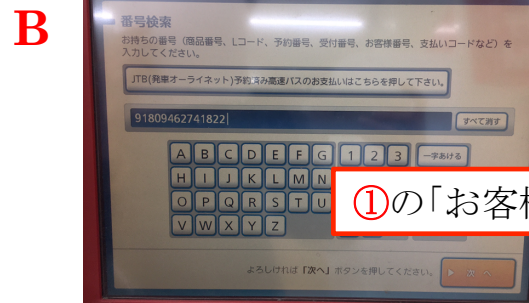 B
番号検索
お持ちの番号（商品番号、Lコード、予約番号、受付番号、お客様番号、支払いコードなど）を
入力してください。
JTB(発車オーライネット)予約済み高速バスのお支払いはこちらを押して下さい。
91809462741822
すべて消す
A B C D E F G 1 2 3 一字あける
H I J K L M N
O P Q R S T U
V W X Y Z
①の「お客様
よろしければ「次へ」ボタンを押してください。
次へ